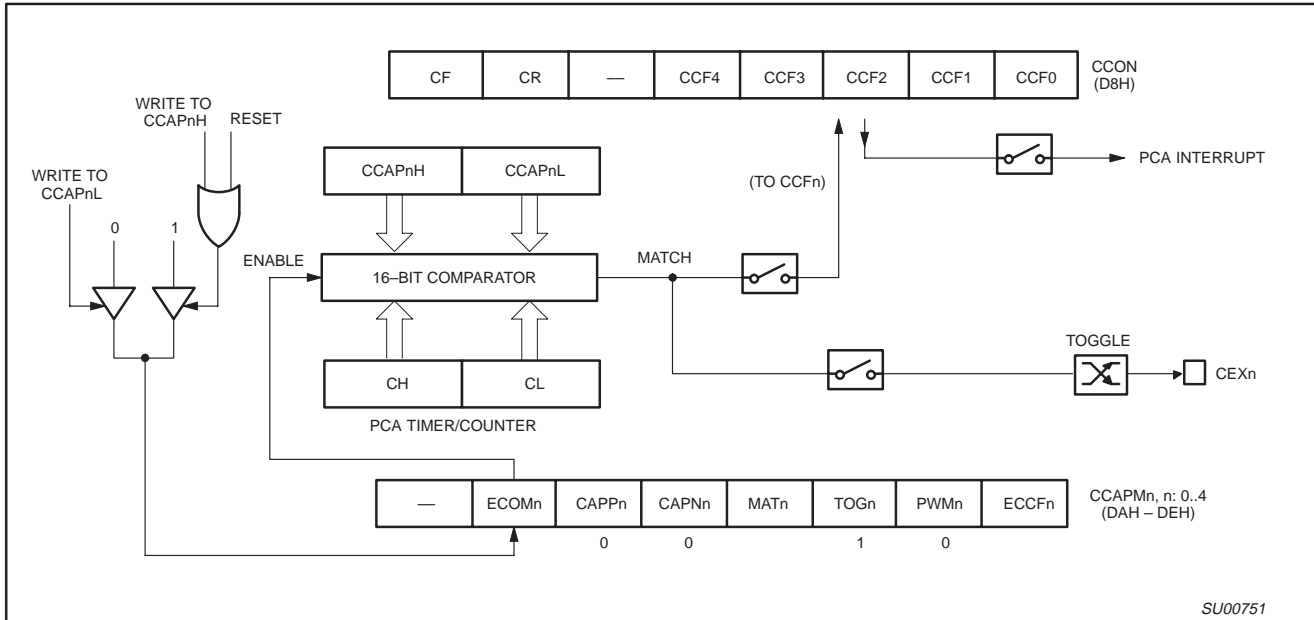 CF CR — CCF4 CCF3 CCF2 CCF1 CCF0
CCON
(D8H)
WRITE TO
CCAPnH
RESET
WRITE TO
CCAPnL
0
1
CCAPnH CCAPnL
(TO CCFn)
PCA INTERRUPT
ENABLE
16–BIT COMPARATOR
MATCH
TOGGLE
CH CL
CEXn
PCA TIMER/COUNTER
— ECOMn CAPPn CAPNn MATn TOGn PWMn ECCFn
CCAPMn, n: 0..4
(DAH – DEH)
0 0 1 0
SU00751